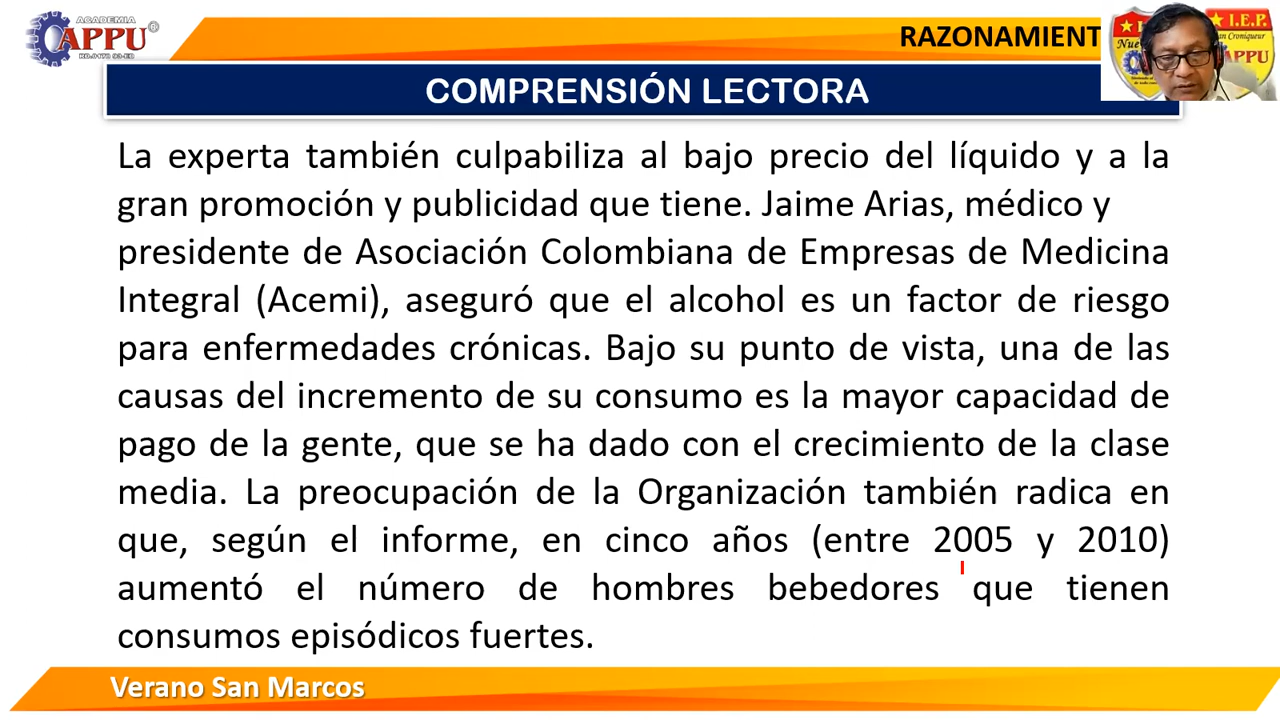 ACADEMIA
APPU®
RAZONAMIENT
I.E.P.
APPU
COMPRENSIÓN LECTORA
La experta también culpabiliza al bajo precio del líquido y a la
gran promoción y publicidad que tiene. Jaime Arias, médico y
presidente de Asociación Colombiana de Empresas de Medicina
Integral (Acemi), aseguró que el alcohol es un factor de riesgo
para enfermedades crónicas. Bajo su punto de vista, una de las
causas del incremento de su consumo es la mayor capacidad de
pago de la gente, que se ha dado con el crecimiento de la clase
media. La preocupación de la Organización también radica en
que, según el informe, en cinco años (entre 2005 y 2010)
aumentó el número de hombres bebedores que tienen
consumos episódicos fuertes.
Verano San Marcos